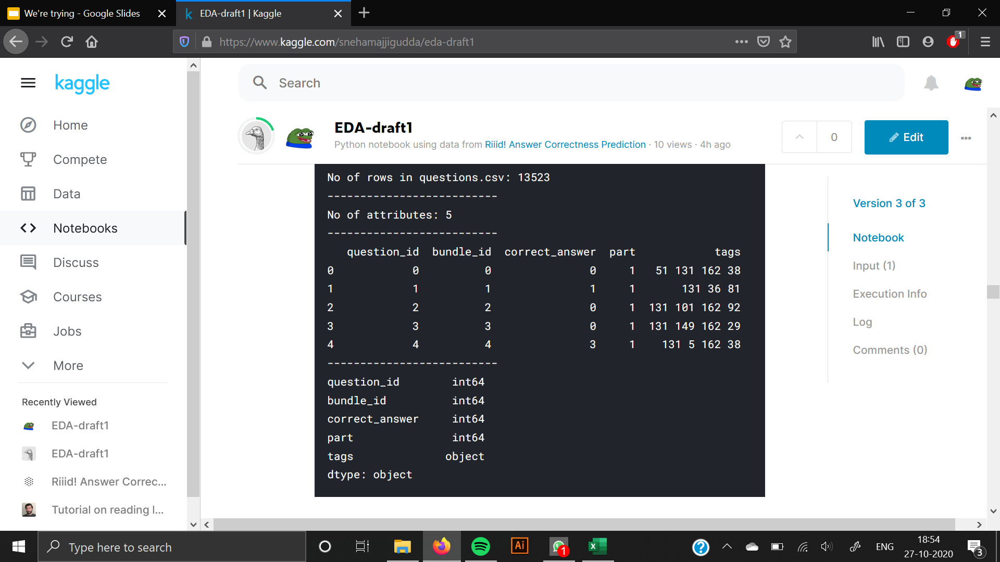 We're trying - Google Slides
EDA-draft1 | Kaggle
https://www.kaggle.com/snehamajjigudda/eda-draft1
1
kaggle
Search
Home
Compete
Data
Notebooks
Discuss
Courses
Jobs
More
Recently Viewed
EDA-draft1
EDA-draft1
Riiid! Answer Correc...
Tutorial on reading l...
EDA-draft1
Python notebook using data from Riiid! Answer Correctness Prediction · 10 views · 4h ago
0
Edit
No of rows in questions.csv: 13523
--------------------------
No of attributes: 5
--------------------------
   question_id  bundle_id  correct_answer  part            tags
0            0          0               0     1   51 131 162 38
1            1          1               1     1       131 36 81
2            2          2               0     1  131 101 162 92
3            3          3               0     1  131 149 162 29
4            4          4               3     1    131 5 162 38
--------------------------
question_id        int64
bundle_id          int64
correct_answer     int64
part               int64
tags              object
dtype: object
Version 3 of 3
Notebook
Input (1)
Execution Info
Log
Comments (0)
Type here to search
Ai
1
X
?
ENG
18:54
27-10-2020
3